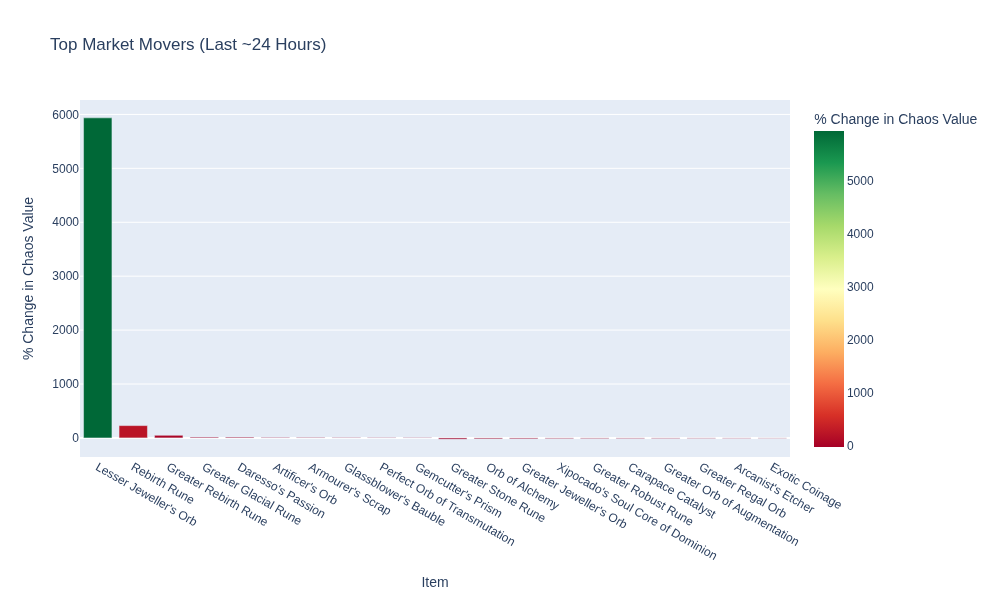 Top Market Movers (Last ~24 Hours)
% Change in Chaos Value
6000
5000
4000
3000
2000
1000
0
% Change in Chaos Value
5000
4000
3000
2000
1000
0
Lesser Jeweller's Orb
Rebirth Rune
Greater Rebirth Rune
Greater Glacial Rune
Daresso's Passion
Artificer's Orb
Armourer's Scrap
Glassblower's Bauble
Perfect Orb of Transmutation
Gemcutter's Prism
Greater Stone Rune
Orb of Alchemy
Greater Jeweller's Orb
Xipocado's Soul Core of Dominion
Greater Robust Rune
Carapace Catalyst
Greater Orb of Augmentation
Greater Regal Orb
Arcanist's Etcher
Exotic Coinage
Item